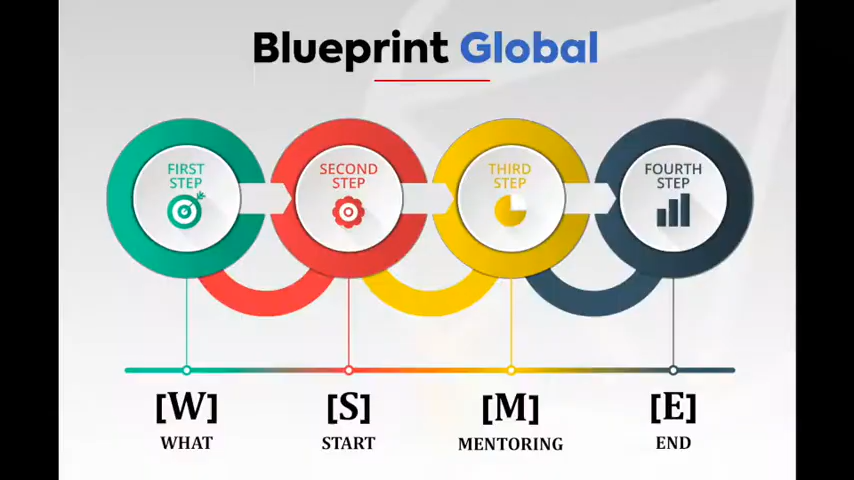 Blueprint Global
FIRST
STEP
SECOND
STEP
THIRD
STEP
FOURTH
STEP
[W]
WHAT
[S]
START
[M]
MENTORING
[E]
END